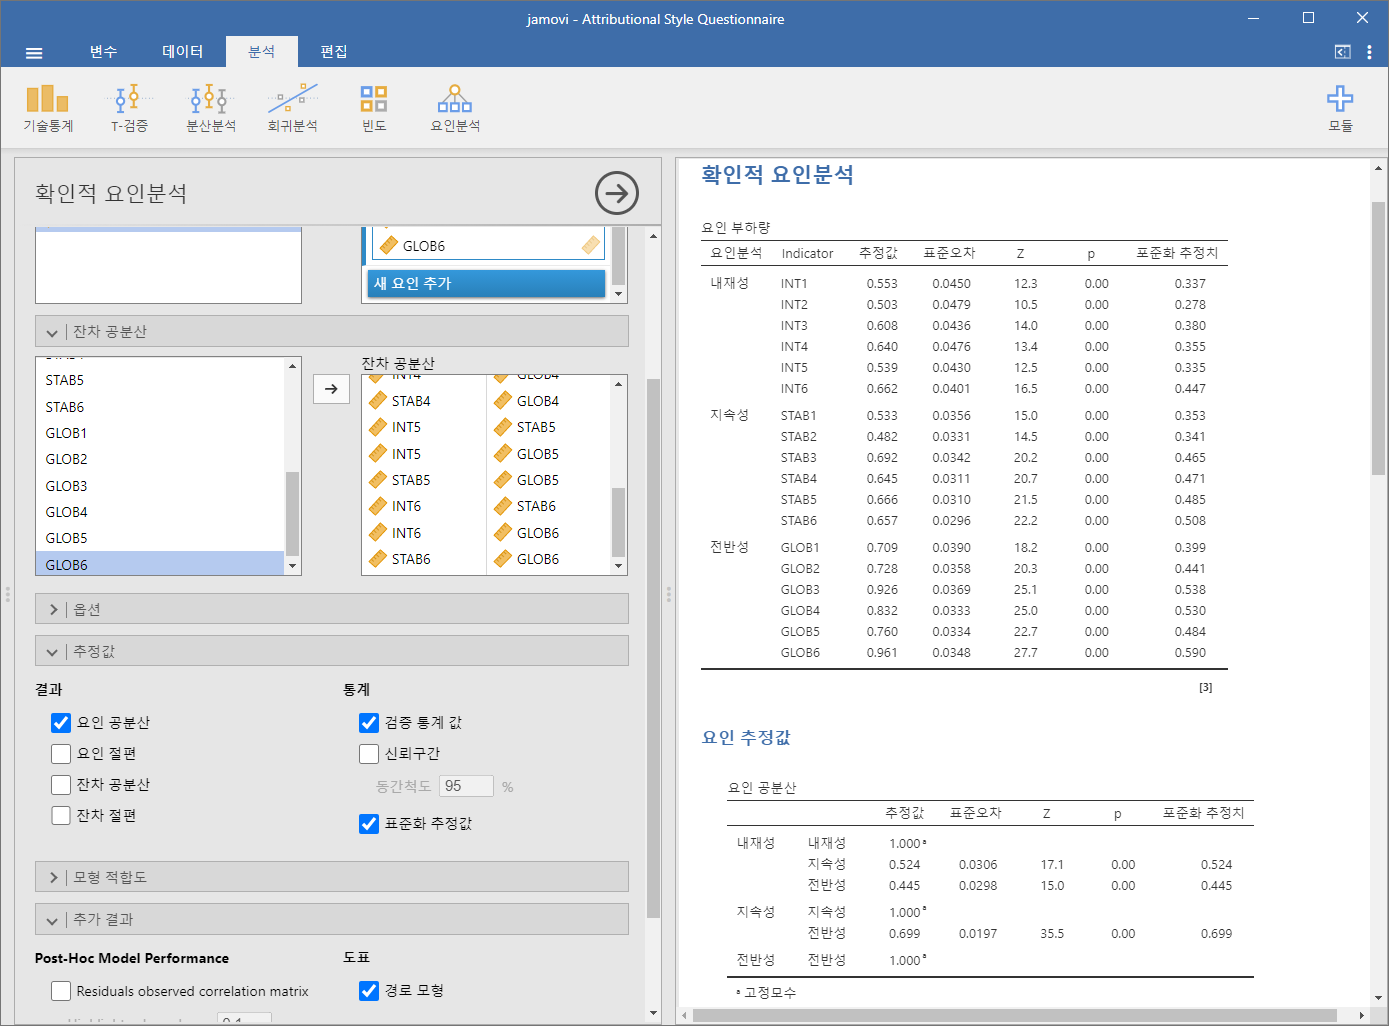 jamovi - Attributional Style Questionnaire
변수 데이터 분석 편집
기술통계 T-검증 분산분석 회귀분석 빈도 요인분석 모듈
확인적 요인분석
GLOB6
새 요인 추가
잔차 공분산
STAB5
STAB6
GLOB1
GLOB2
GLOB3
GLOB4
GLOB5
GLOB6
잔차 공분산
INT4 GLOB4
STAB4 GLOB4
INT5 STAB5
INT5 GLOB5
STAB5 GLOB5
INT6 STAB6
INT6 GLOB6
STAB6 GLOB6
옵션
추정값
결과 통계
요인 공분산 검증 통계 값
요인 절편 신뢰구간
잔차 공분산 동간척도 95 %
잔차 절편 표준화 추정값
모형 적합도
추가 결과
Post-Hoc Model Performance 도표
Residuals observed correlation matrix 경로 모형
확인적 요인분석
요인 부하량
요인분석 Indicator 추정값 표준오차 Z p 표준화 추정치
내재성 INT1 0.553 0.0450 12.3 0.00 0.337
INT2 0.503 0.0479 10.5 0.00 0.278
INT3 0.608 0.0436 14.0 0.00 0.380
INT4 0.640 0.0476 13.4 0.00 0.355
INT5 0.539 0.0430 12.5 0.00 0.335
INT6 0.662 0.0401 16.5 0.00 0.447
지속성 STAB1 0.533 0.0356 15.0 0.00 0.353
STAB2 0.482 0.0331 14.5 0.00 0.341
STAB3 0.692 0.0342 20.2 0.00 0.465
STAB4 0.645 0.0311 20.7 0.00 0.471
STAB5 0.666 0.0310 21.5 0.00 0.485
STAB6 0.657 0.0296 22.2 0.00 0.508
전반성 GLOB1 0.709 0.0390 18.2 0.00 0.399
GLOB2 0.728 0.0358 20.3 0.00 0.441
GLOB3 0.926 0.0369 25.1 0.00 0.538
GLOB4 0.832 0.0333 25.0 0.00 0.530
GLOB5 0.760 0.0334 22.7 0.00 0.484
GLOB6 0.961 0.0348 27.7 0.00 0.590
[3]
요인 추정값
요인 공분산
추정값 표준오차 Z p 표준화 추정치
내재성 내재성 1.000 ᵃ
지속성 0.524 0.0306 17.1 0.00 0.524
전반성 0.445 0.0298 15.0 0.00 0.445
지속성 지속성 1.000 ᵃ
전반성 0.699 0.0197 35.5 0.00 0.699
전반성 전반성 1.000 ᵃ
ᵃ 고정모수